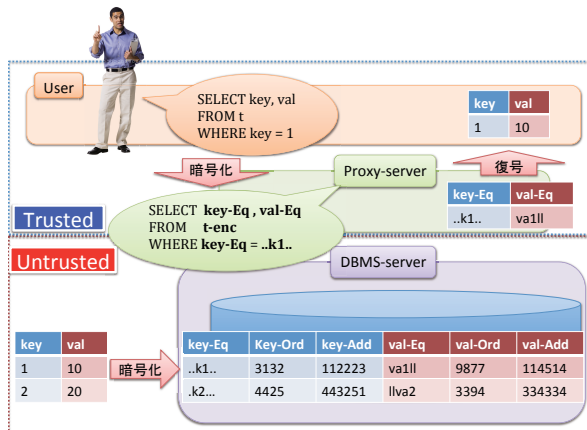 User
SELECT key, val
FROM t
WHERE key = 1
key val
1 10
暗号化
Proxy-server
復号
SELECT key-Eq , val-Eq
FROM t-enc
WHERE key-Eq = ..k1..
key-Eq val-Eq
..k1.. va1ll
Trusted
Untrusted
DBMS-server
key val
1 10
2 20
暗号化
key-Eq Key-Ord key-Add val-Eq val-Ord val-Add
..k1.. 3132 112223 va1ll 9877 114514
.k2... 4425 443251 llva2 3394 334334